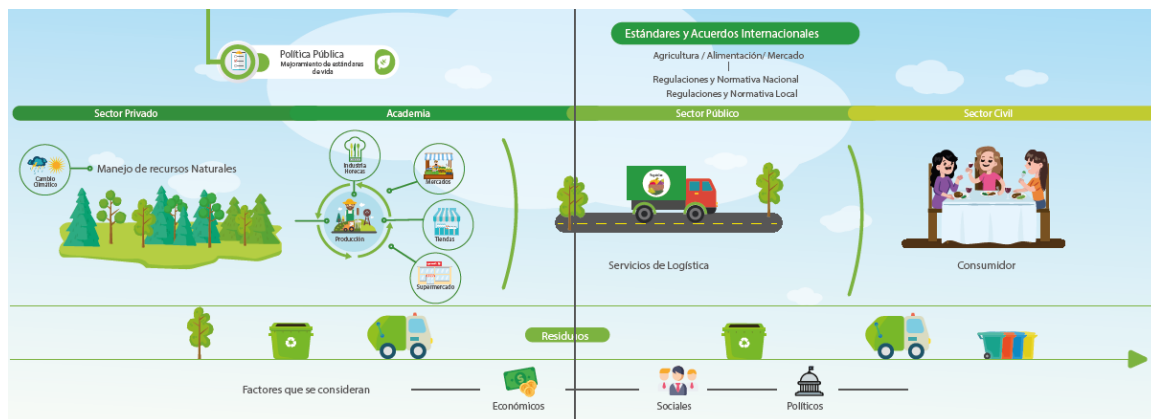 Política Pública
Mejoramiento de estándares
de vida
Estándares y Acuerdos Internacionales
Agricultura / Alimentación/ Mercado
Regulaciones y Normativa Nacional
Regulaciones y Normativa Local
Sector Privado
Academia
Sector Público
Sector Civil
Cambio
Climático
Manejo de recursos Naturales
Industria
Horecas
Mercados
Producción
Tiendas
Supermercado
Servicios de Logística
Consumidor
Residuos
Factores que se consideran
Económicos
Sociales
Políticos